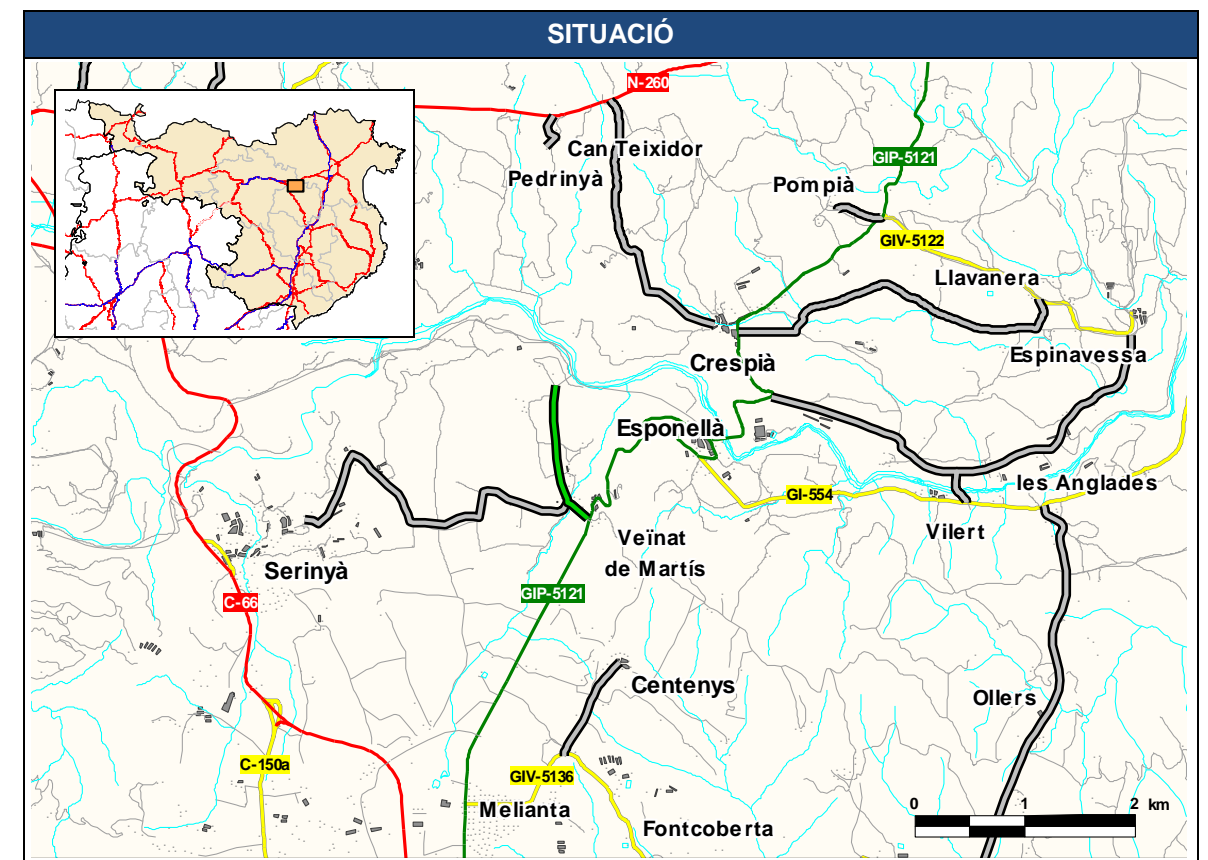 SITUACIÓ
N-260
Can Teixidor
GIP-5121
Pedrinyà
Pompià
GIV-5122
Llavanera
Espinavessa
Crespià
Esponellà
les Anglades
GI-554
Vilert
Veïnat
de Martís
Serinyà
GIP-5121
C-66
Centenys
Ollers
C-150a
GIV-5136
Melianta
Fontcoberta
0 1 2 km